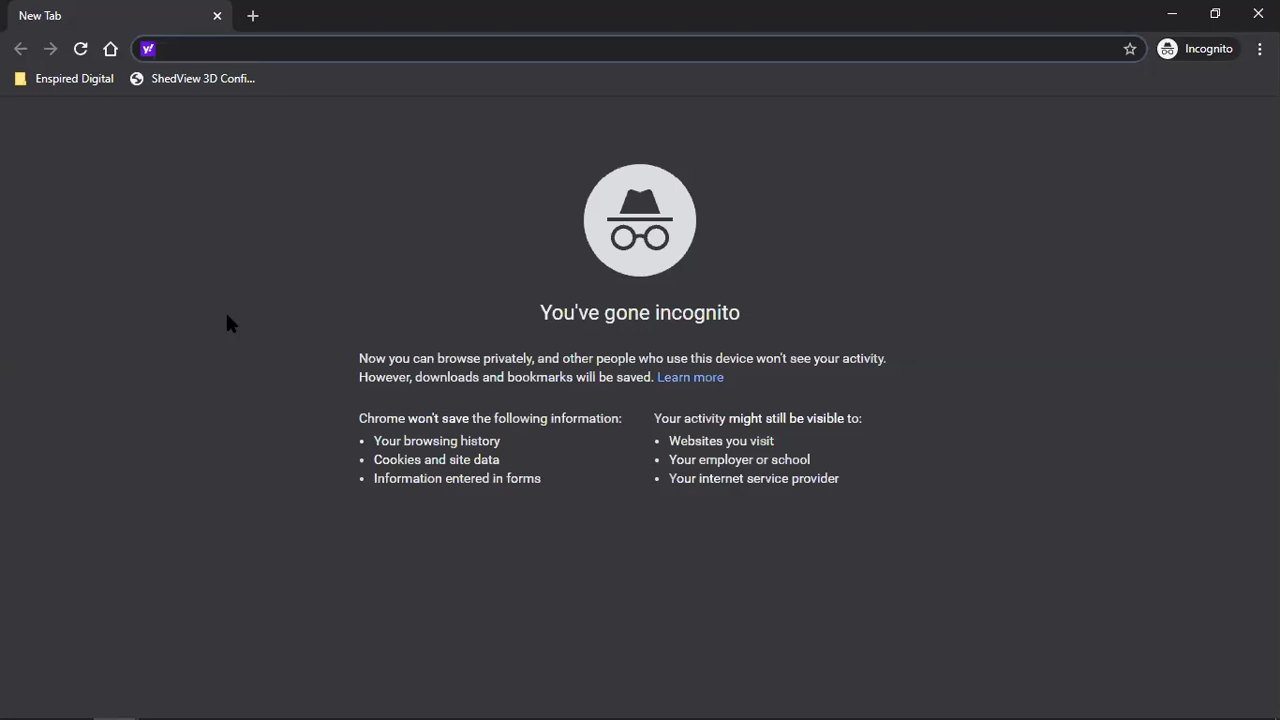 New Tab
y!
Incognito
Enspired Digital
ShedView 3D Confi...
You've gone incognito
Now you can browse privately, and other people who use this device won't see your activity.
However, downloads and bookmarks will be saved. Learn more
Chrome won't save the following information:
• Your browsing history
• Cookies and site data
• Information entered in forms
Your activity might still be visible to:
• Websites you visit
• Your employer or school
• Your internet service provider